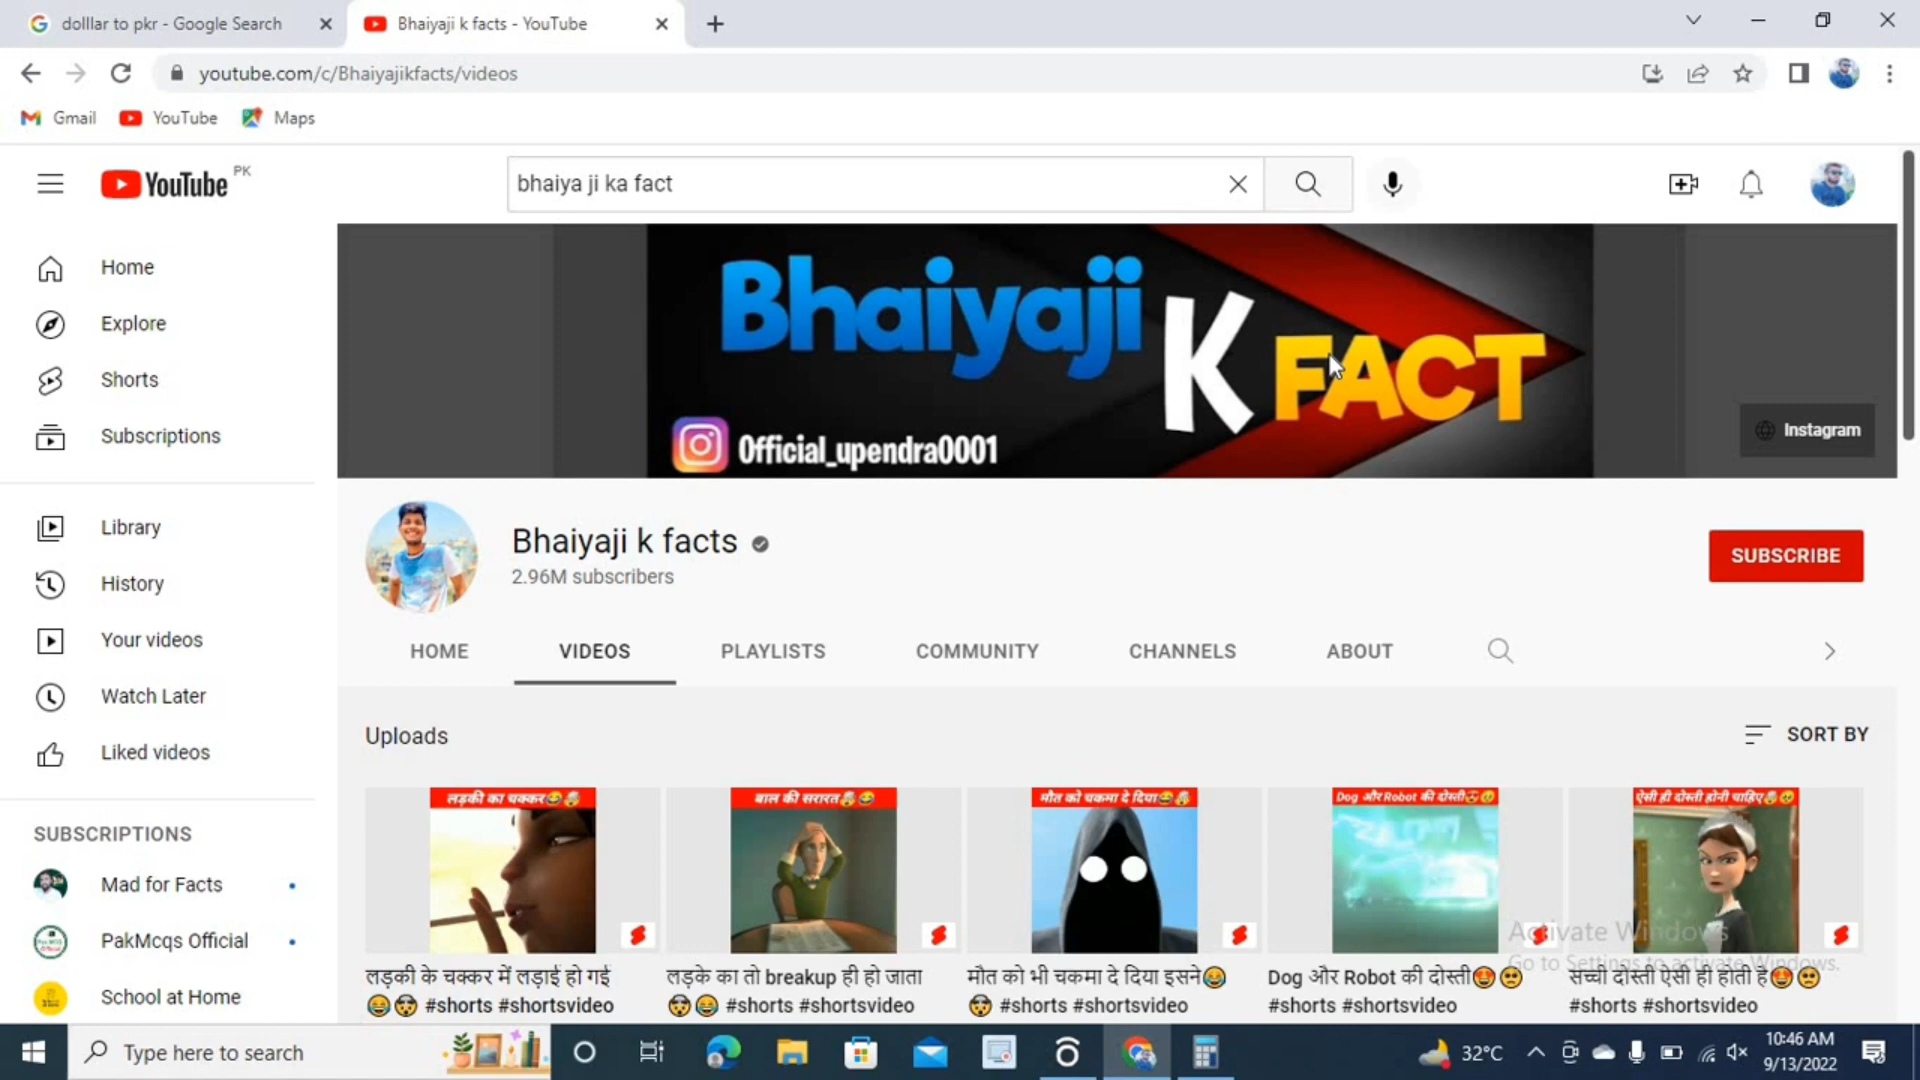 dolllar to pkr - Google Search
Bhaiyaji k facts - YouTube
youtube.com/c/Bhaiyajikfacts/videos
Gmail
YouTube
Maps
YouTube PK
bhaiya ji ka fact
Home
Explore
Shorts
Subscriptions
Library
History
Your videos
Watch Later
Liked videos
SUBSCRIPTIONS
Mad for Facts
PakMcqs Official
School at Home
Bhaiyaji K FACT
Official_upendra0001
Instagram
Bhaiyaji k facts
2.96M subscribers
SUBSCRIBE
HOME VIDEOS PLAYLISTS COMMUNITY CHANNELS ABOUT
Uploads
SORT BY
लड़की का चक्कर😂🤯
बाल की सरारत🤯😂
मौत को चकमा दे दिया😂🤯
Dog और Robot की दोस्ती😍🥺
ऐसी ही दोस्ती होनी चाहिए🤯🥺
लड़की के चक्कर में लड़ाई हो गई
😂🤯 #shorts #shortsvideo
लड़के का तो breakup ही हो जाता
🤯😂 #shorts #shortsvideo
मौत को भी चकमा दे दिया इसने😂
🤯 #shorts #shortsvideo
Dog और Robot की दोस्ती😍🥺
#shorts #shortsvideo
सच्ची दोस्ती ऐसी ही होती है😍🥺
#shorts #shortsvideo
Activate Windows
Go to Settings to activate Windows.
Type here to search
32°C
10:46 AM
9/13/2022